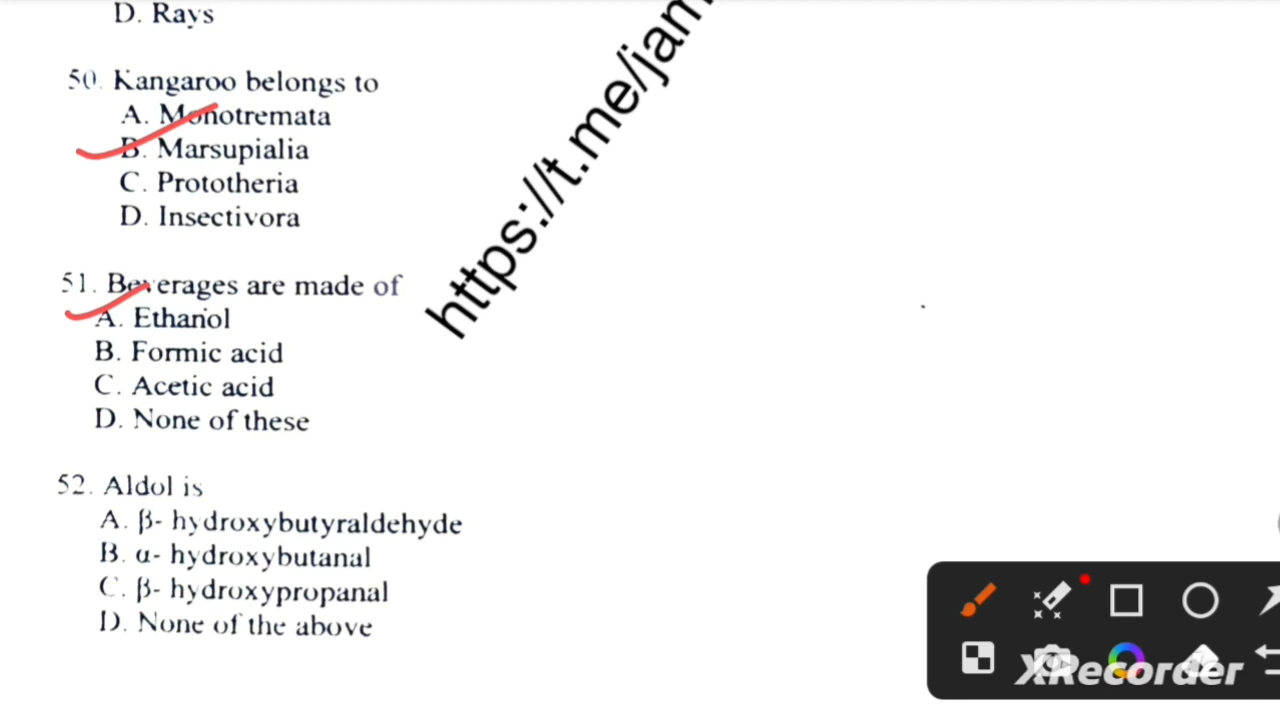 D. Rays
50. Kangaroo belongs to
A. Monotremata
B. Marsupialia
C. Prototheria
D. Insectivora
51. Beverages are made of
A. Ethanol
B. Formic acid
C. Acetic acid
D. None of these
https://t.me/jam
52. Aldol is
A. β- hydroxybutyraldehyde
B. α- hydroxybutanal
C. β- hydroxypropanal
D. None of the above
XRecorder